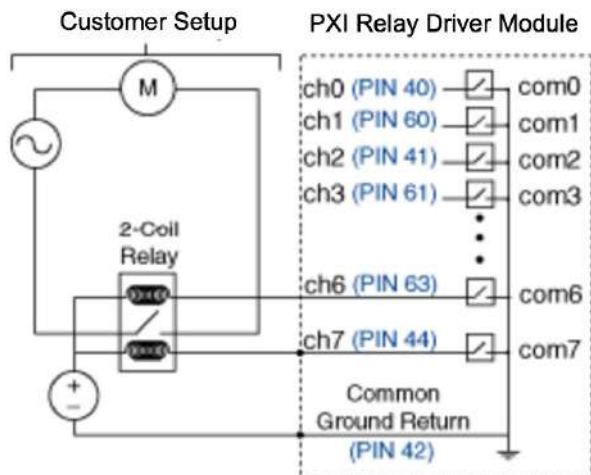 Customer Setup
PXI Relay Driver Module
M
ch0 (PIN 40) com0
ch1 (PIN 60) com1
ch2 (PIN 41) com2
ch3 (PIN 61) com3
2-Coil
Relay
ch6 (PIN 63) com6
ch7 (PIN 44) com7
+
−
Common
Ground Return
(PIN 42)